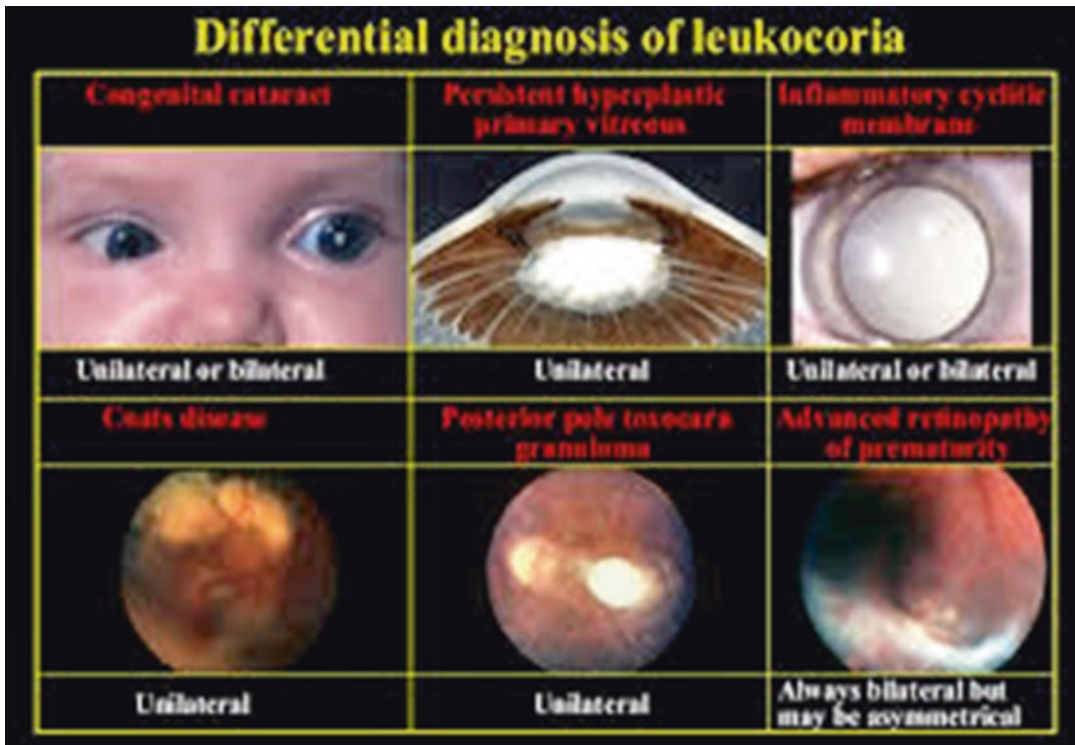 Differential diagnosis of leukocoria
Congenital cataract
Persistent hyperplastic
primary vitreous
Inflammatory cyclitic
membrane
Unilateral or bilateral
Unilateral
Unilateral or bilateral
Coats disease
Posterior pole toxocara
granuloma
Advanced retinopathy
of prematurity
Unilateral
Unilateral
Always bilateral but
may be asymmetrical